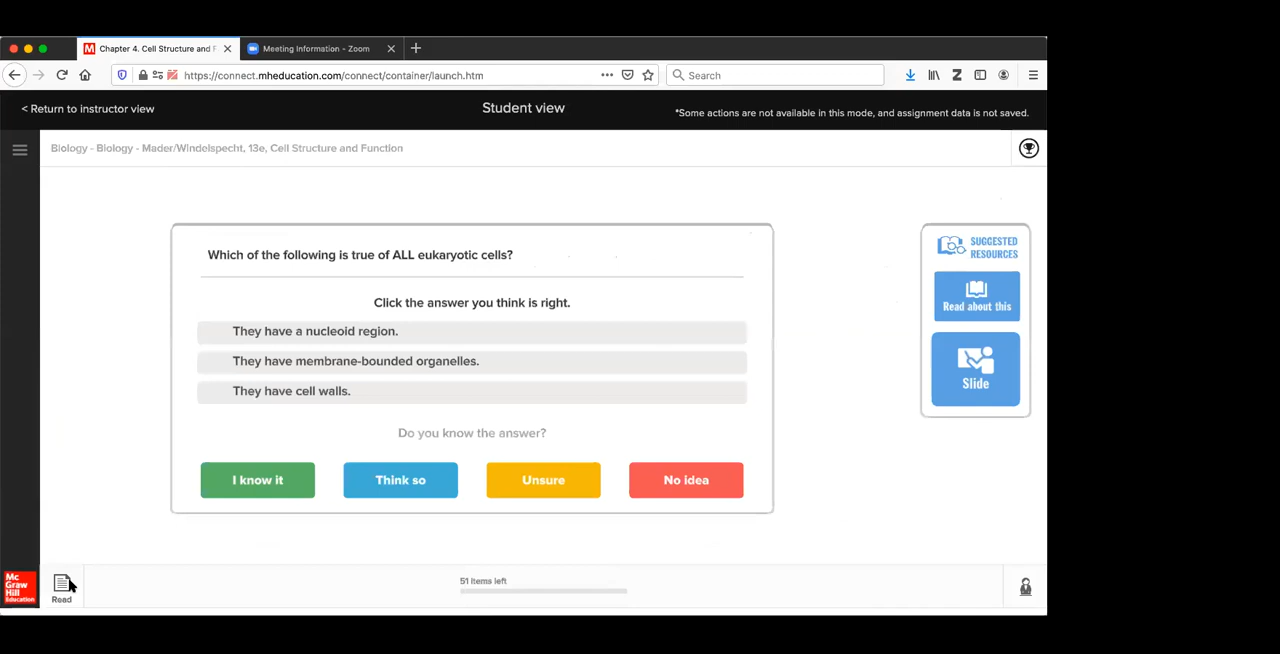 Chapter 4. Cell Structure and F
Meeting Information - Zoom
https://connect.mheducation.com/connect/container/launch.htm
Search
< Return to instructor view
Student view
*Some actions are not available in this mode, and assignment data is not saved.
Biology - Biology - Mader/Windelspecht, 13e, Cell Structure and Function
Which of the following is true of ALL eukaryotic cells?
Click the answer you think is right.
They have a nucleoid region.
They have membrane-bounded organelles.
They have cell walls.
Do you know the answer?
I know it
Think so
Unsure
No idea
SUGGESTED
RESOURCES
Read about this
Slide
Mc
Graw
Hill
Education
Read
51 Items left